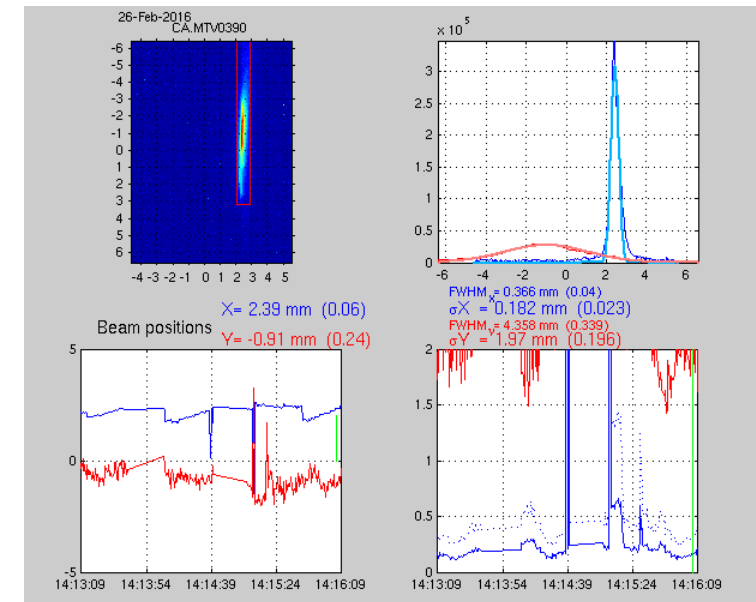 26-Feb-2016
CA.MTV0390
-6
-5
-4
-3
-2
-1
0
1
2
3
4
5
6
-4 -3 -2 -1 0 1 2 3 4 5
× 10^5
3
2.5
2
1.5
1
0.5
0
-6 -4 -2 0 2 4 6
X= 2.39 mm (0.06)
Y= -0.91 mm (0.24)
FWHM_x= 0.366 mm (0.04)
σX = 0.182 mm (0.023)
FWHM_y= 4.358 mm (0.339)
σY = 1.97 mm (0.196)
Beam positions
5
0
-5
14:13:09 14:13:54 14:14:39 14:15:24 14:16:09
2
1.5
1
0.5
0
14:13:09 14:13:54 14:14:39 14:15:24 14:16:09